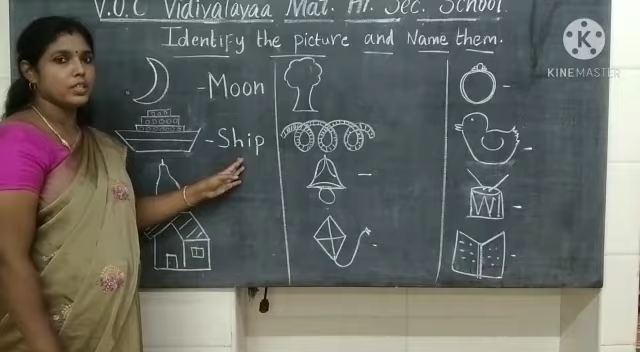 V.O.C Vidiyalayaa Mat. Hr. Sec. School.
Identify the picture and Name them.
-Moon
-Ship
KINEMASTER